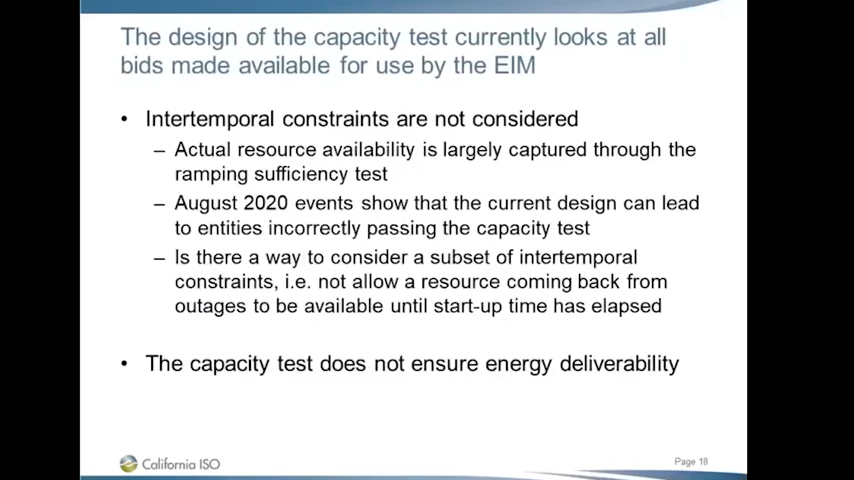 The design of the capacity test currently looks at all
bids made available for use by the EIM
• Intertemporal constraints are not considered
– Actual resource availability is largely captured through the
ramping sufficiency test
– August 2020 events show that the current design can lead
to entities incorrectly passing the capacity test
– Is there a way to consider a subset of intertemporal
constraints, i.e. not allow a resource coming back from
outages to be available until start-up time has elapsed
• The capacity test does not ensure energy deliverability
California ISO
Page 18